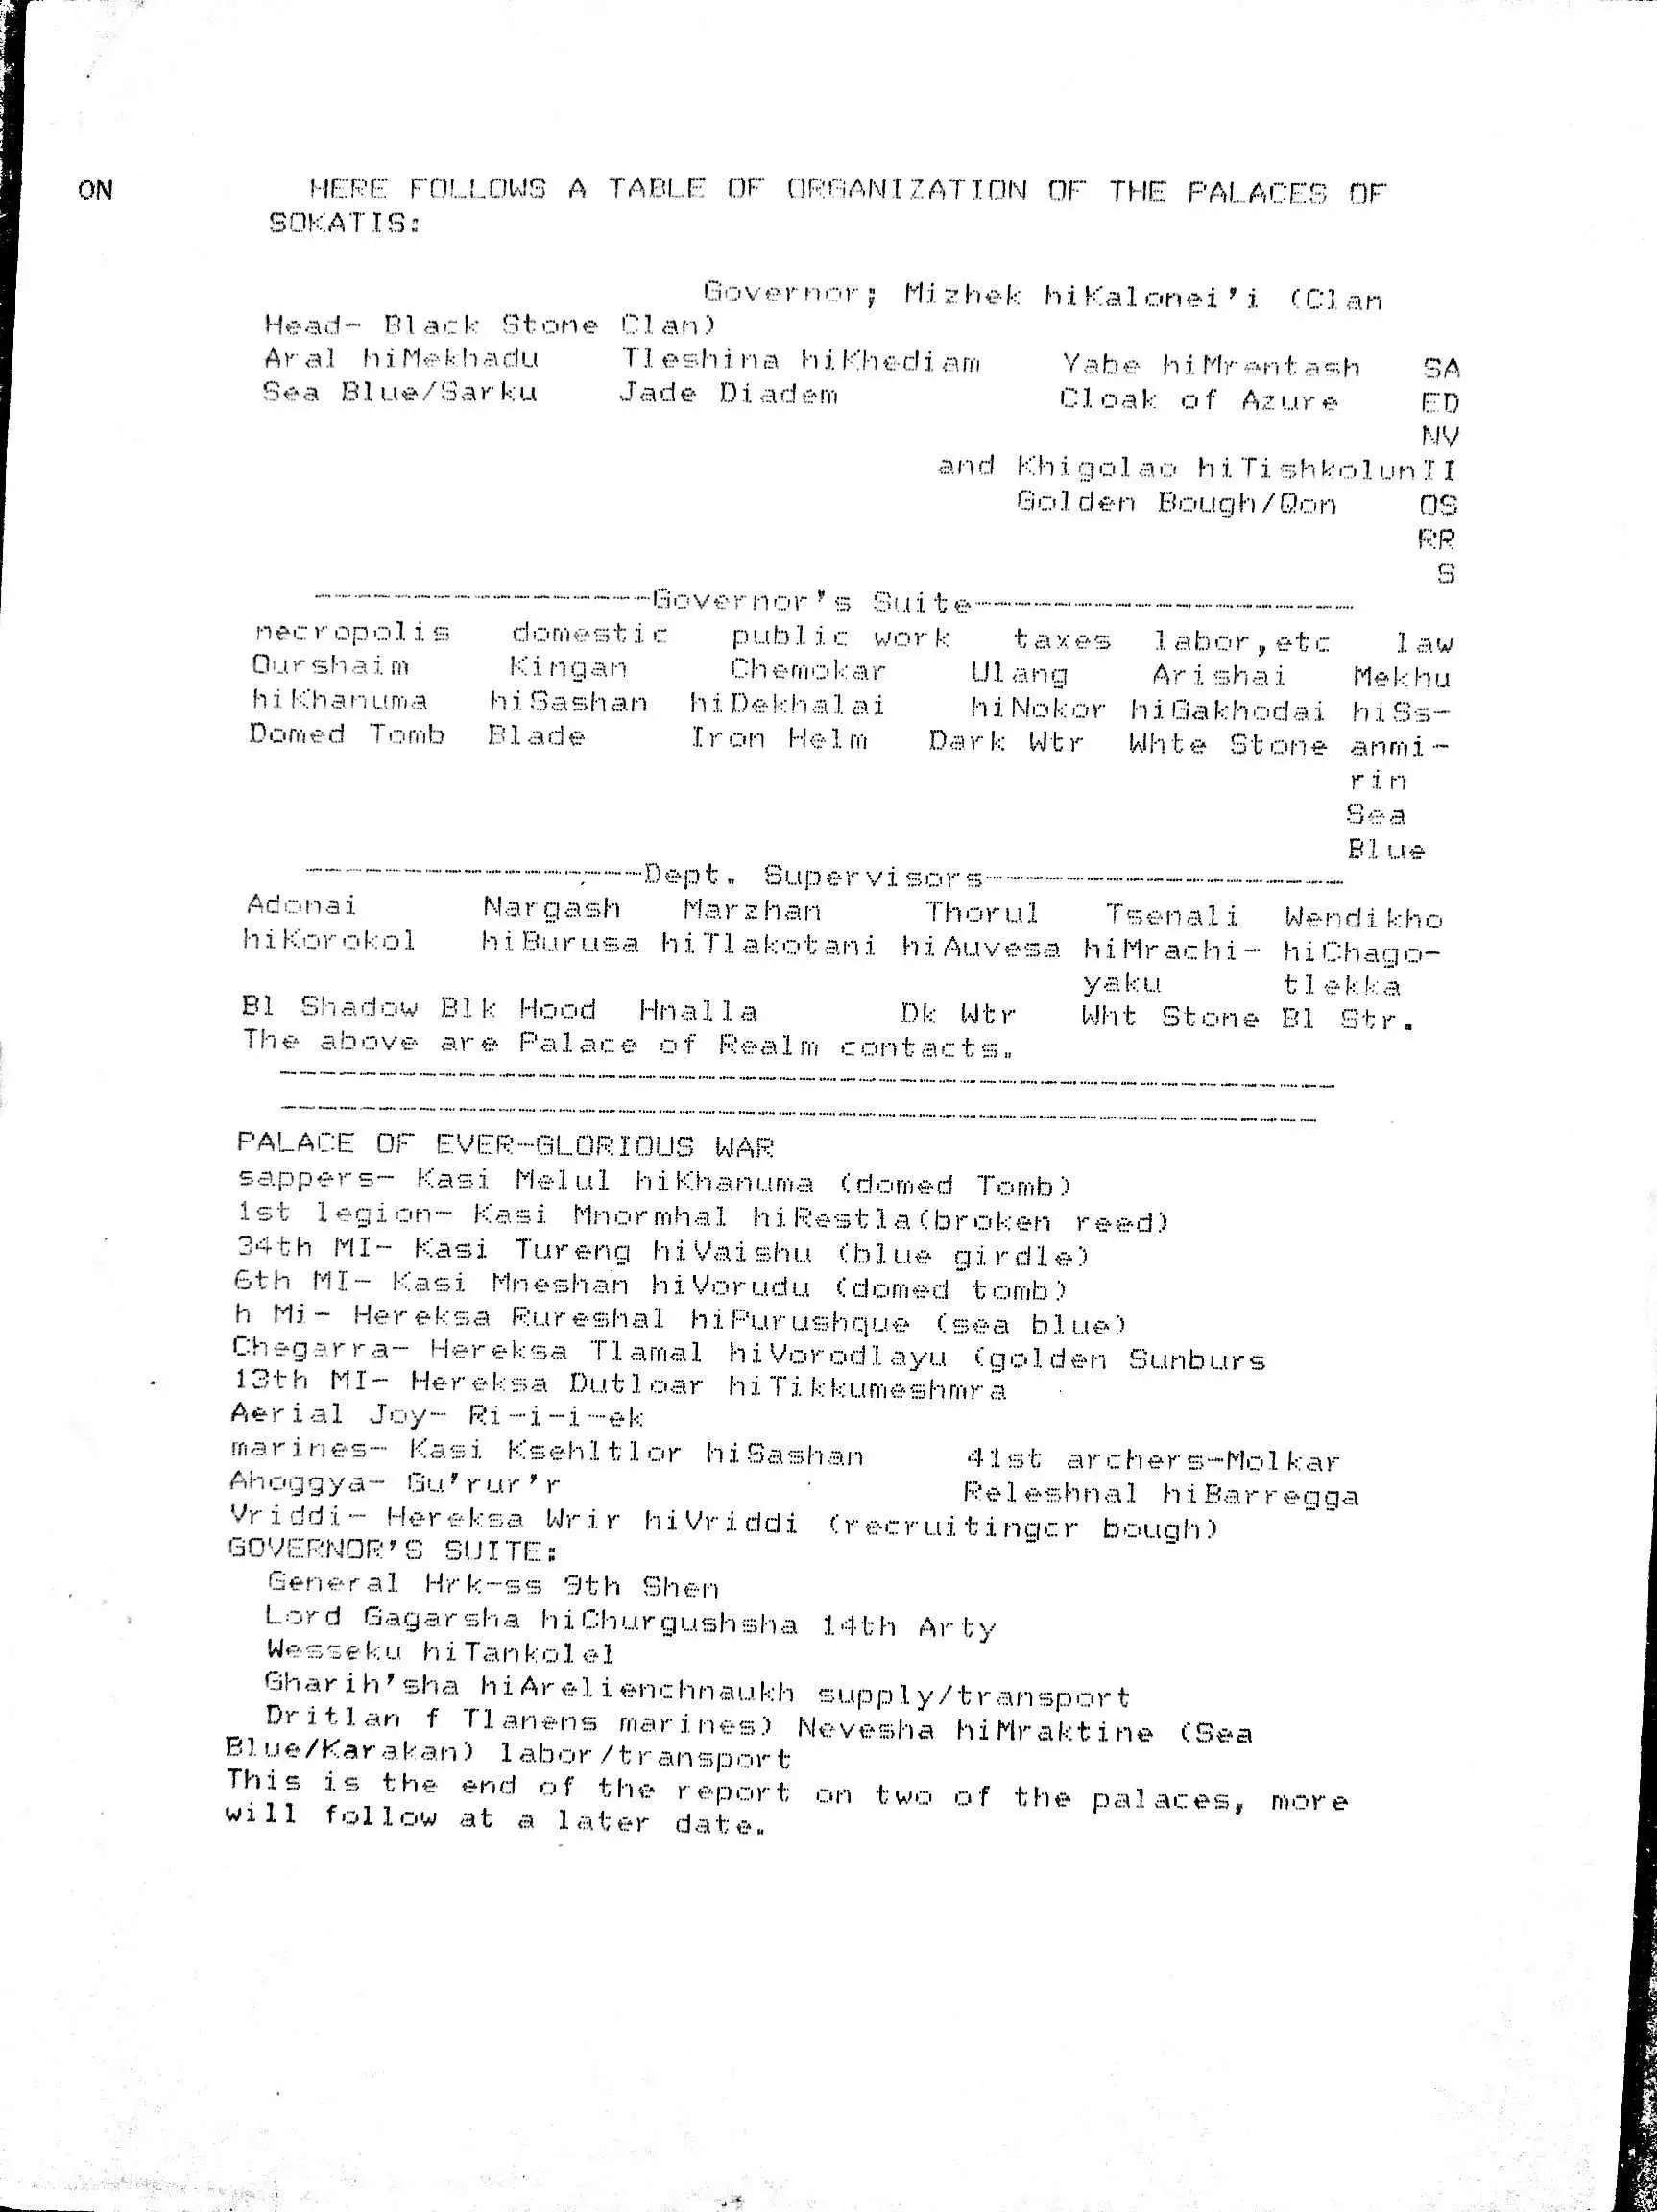 ON HERE FOLLOWS A TABLE OF ORGANIZATION OF THE PALACES OF
SOKATIS:
Governor; Mizhek hiKalonei'i (Clan
Head- Black Stone Clan)
Aral hiMekhadu Tleshina hiKhediam Yabe hiMrentash SA
Sea Blue/Sarku Jade Diadem Cloak of Azure ED
NV
and Khigolao hiTishkolunII
Golden Bough/Qon OS
RR
S
------------------Governor's Suite--------------------
necropolis domestic public work taxes labor,etc law
Ourshaim Kingan Chemokar Ulang Arishai Mekhu
hiKhanuma hiSashan hiDekhalai hiNokor hiGakhodai hiSs-
Domed Tomb Blade Iron Helm Dark Wtr Whte Stone anmi-
rin
Sea
Blue
------------------Dept. Supervisors-------------------
Adonai Nargash Marzhan Thorul Tsenali Wendikho
hiKorokol hiBurusa hiTlakotani hiAuvesa hiMrachi- hiChago-
yaku tlekka
Bl Shadow Blk Hood Hnalla Dk Wtr Wht Stone Bl Str.
The above are Palace of Realm contacts.
------------------------------------------------------
------------------------------------------------------
PALACE OF EVER-GLORIOUS WAR
sappers- Kasi Melul hiKhanuma (domed Tomb)
1st legion- Kasi Mnormhal hiRestla(broken reed)
34th MI- Kasi Tureng hiVaishu (blue girdle)
6th MI- Kasi Mneshan hiVorudu (domed tomb)
h Mi- Hereksa Rureshal hiPurushque (sea blue)
Chegarra- Hereksa Tlamal hiVorodlayu (golden Sunburs
13th MI- Hereksa Dutloar hiTikkumeshmra
Aerial Joy- Ri-i-i-ek
marines- Kasi Ksehltlor hiSashan 41st archers-Molkar
Ahoggya- Gu'rur'r Releshnal hiBarregga
Vriddi- Hereksa Wrir hiVriddi (recruitingcr bough)
GOVERNOR'S SUITE:
General Hrk-ss 9th Shen
Lord Gagarsha hiChurgushsha 14th Arty
Wesseku hiTankolel
Gharih'sha hiArelienchnaukh supply/transport
Dritlan f Tlanens marines) Nevesha hiMraktine (Sea
Blue/Karakan) labor/transport
This is the end of the report on two of the palaces, more
will follow at a later date.